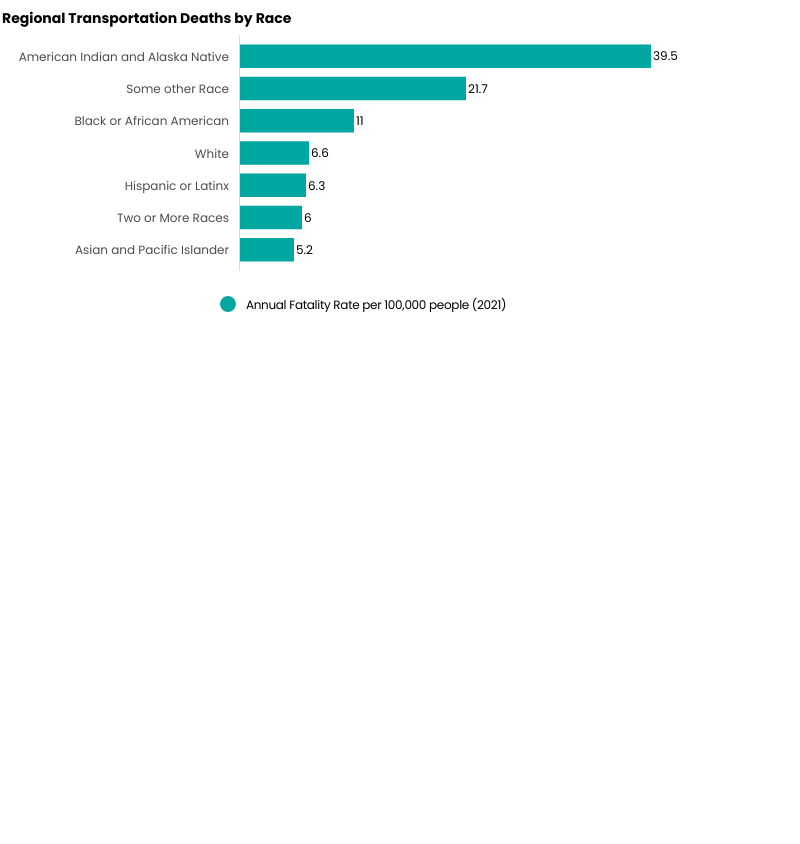 Regional Transportation Deaths by Race
American Indian and Alaska Native 39.5
Some other Race 21.7
Black or African American 11
White 6.6
Hispanic or Latinx 6.3
Two or More Races 6
Asian and Pacific Islander 5.2
Annual Fatality Rate per 100,000 people (2021)